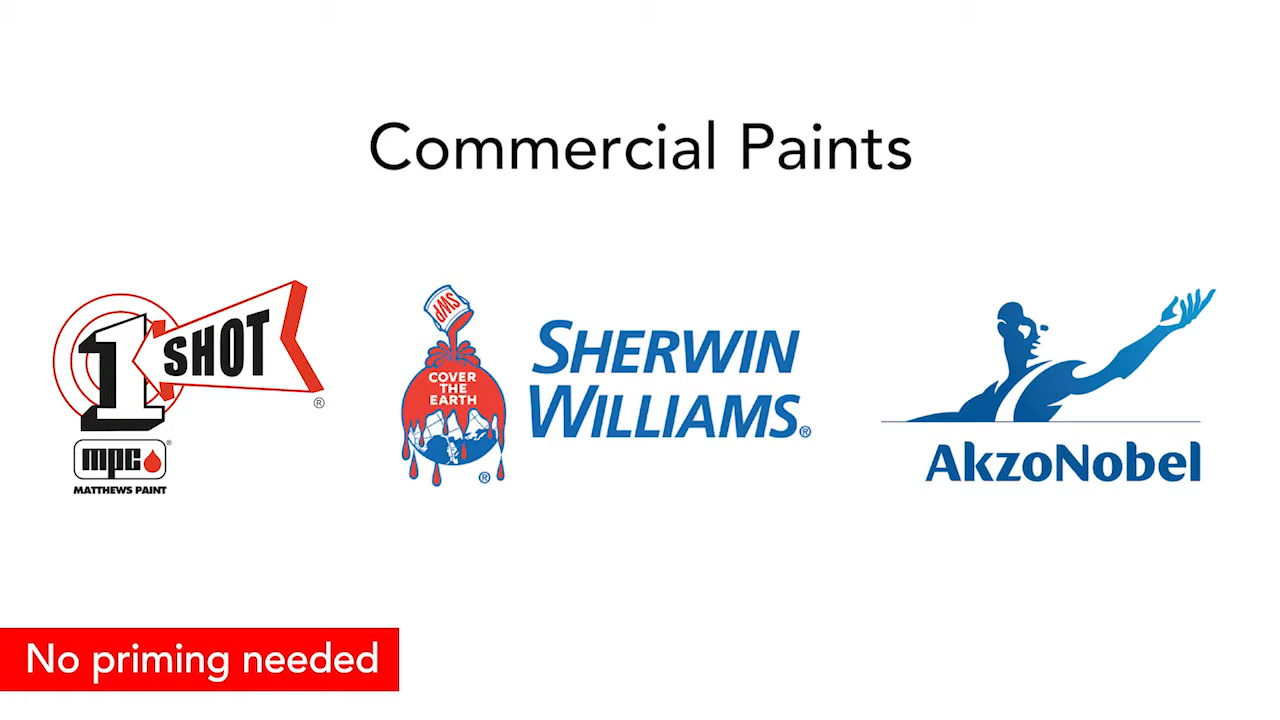 Commercial Paints
1 SHOT
®
mpc®
MATTHEWS PAINT
SWP
COVER
THE
EARTH
®
SHERWIN
WILLIAMS®
AkzoNobel
No priming needed